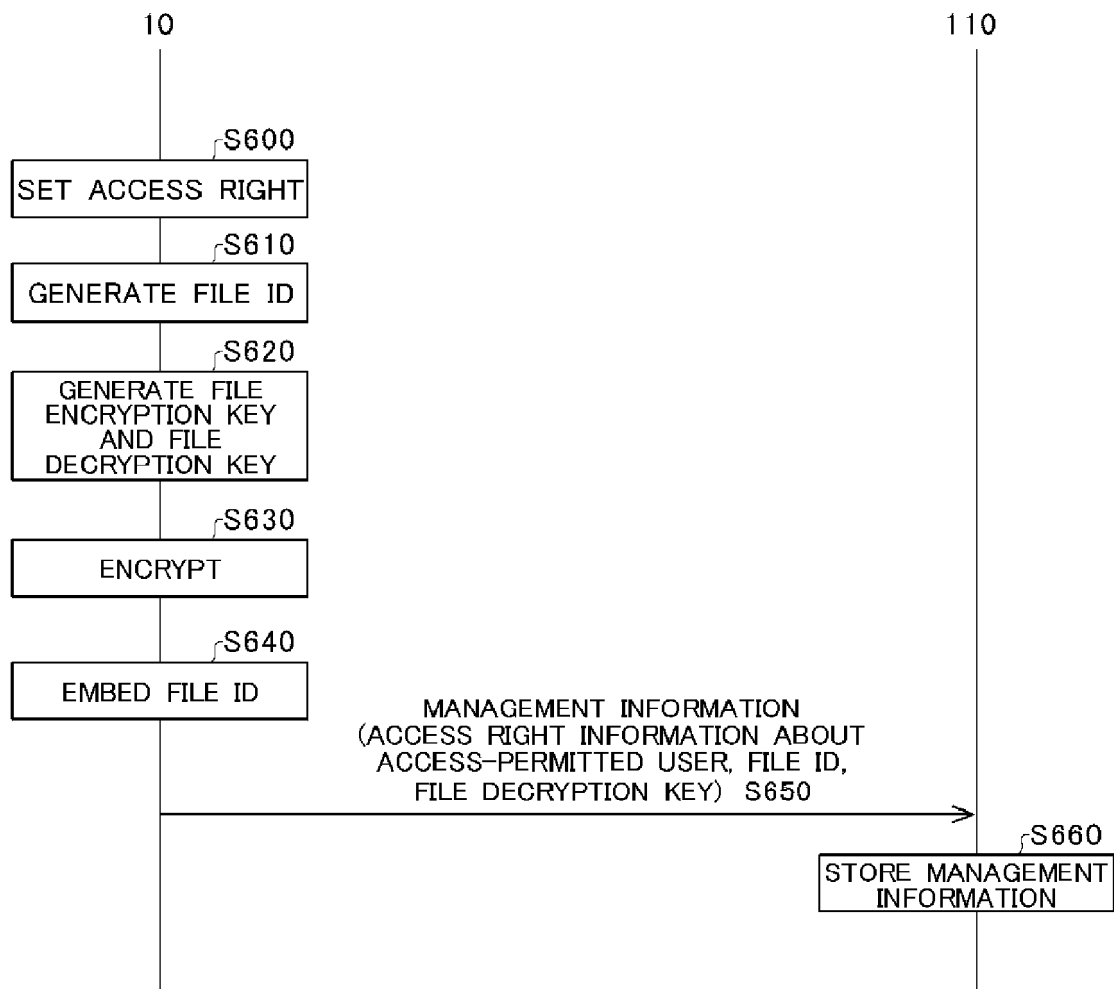 10
110
S600
SET ACCESS RIGHT
S610
GENERATE FILE ID
S620
GENERATE FILE
ENCRYPTION KEY
AND FILE
DECRYPTION KEY
S630
ENCRYPT
S640
EMBED FILE ID
MANAGEMENT INFORMATION
(ACCESS RIGHT INFORMATION ABOUT
ACCESS-PERMITTED USER, FILE ID,
FILE DECRYPTION KEY) S650
S660
STORE MANAGEMENT
INFORMATION